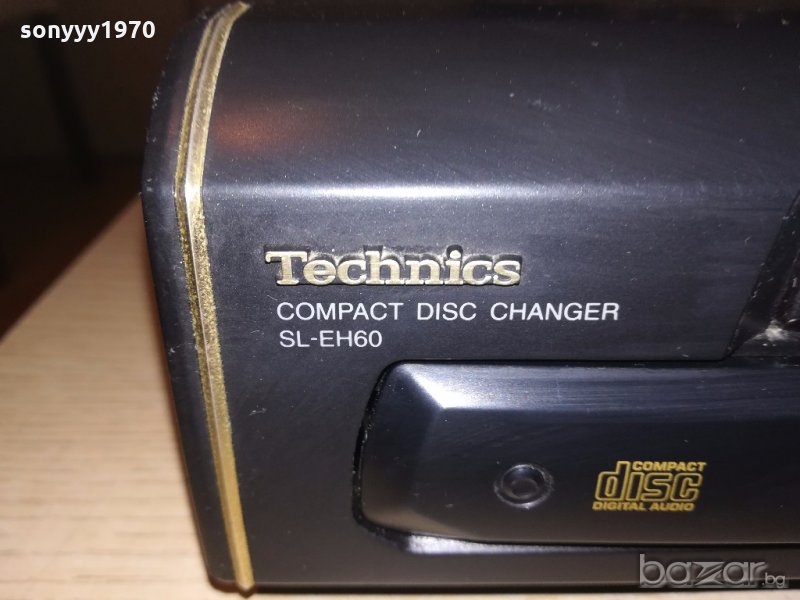 sonyyy1970
Technics
COMPACT DISC CHANGER
SL-EH60
COMPACT
disc
DIGITAL AUDIO
bazar.bg